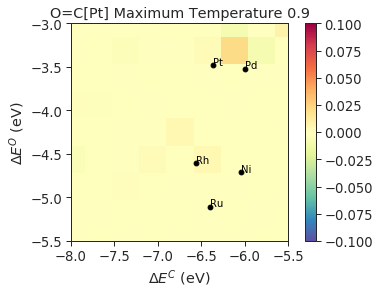 O=C[Pt] Maximum Temperature 0.9
−3.0
−3.5
−4.0
−4.5
−5.0
−5.5
ΔE^O (eV)
Pt
Pd
Rh
Ni
Ru
−8.0 −7.5 −7.0 −6.5 −6.0 −5.5
ΔE^C (eV)
0.100
0.075
0.050
0.025
0.000
−0.025
−0.050
−0.075
−0.100